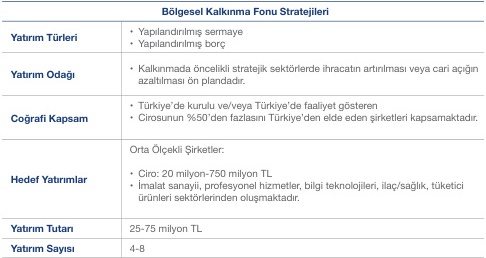 Bölgesel Kalkınma Fonu Stratejileri
Yatırım Türleri
• Yapılandırılmış sermaye
• Yapılandırılmış borç
Yatırım Odağı
• Kalkınmada öncelikli stratejik sektörlerde ihracatın artırılması veya cari açığın
azaltılması ön plandadır.
Coğrafi Kapsam
• Türkiye'de kurulu ve/veya Türkiye'de faaliyet gösteren
• Cirosunun %50'den fazlasını Türkiye'den elde eden şirketleri kapsamaktadır.
Hedef Yatırımlar
Orta Ölçekli Şirketler:
• Ciro: 20 milyon-750 milyon TL
• İmalat sanayii, profesyonel hizmetler, bilgi teknolojileri, ilaç/sağlık, tüketici
ürünleri sektörlerinden oluşmaktadır.
Yatırım Tutarı
25-75 milyon TL
Yatırım Sayısı
4-8